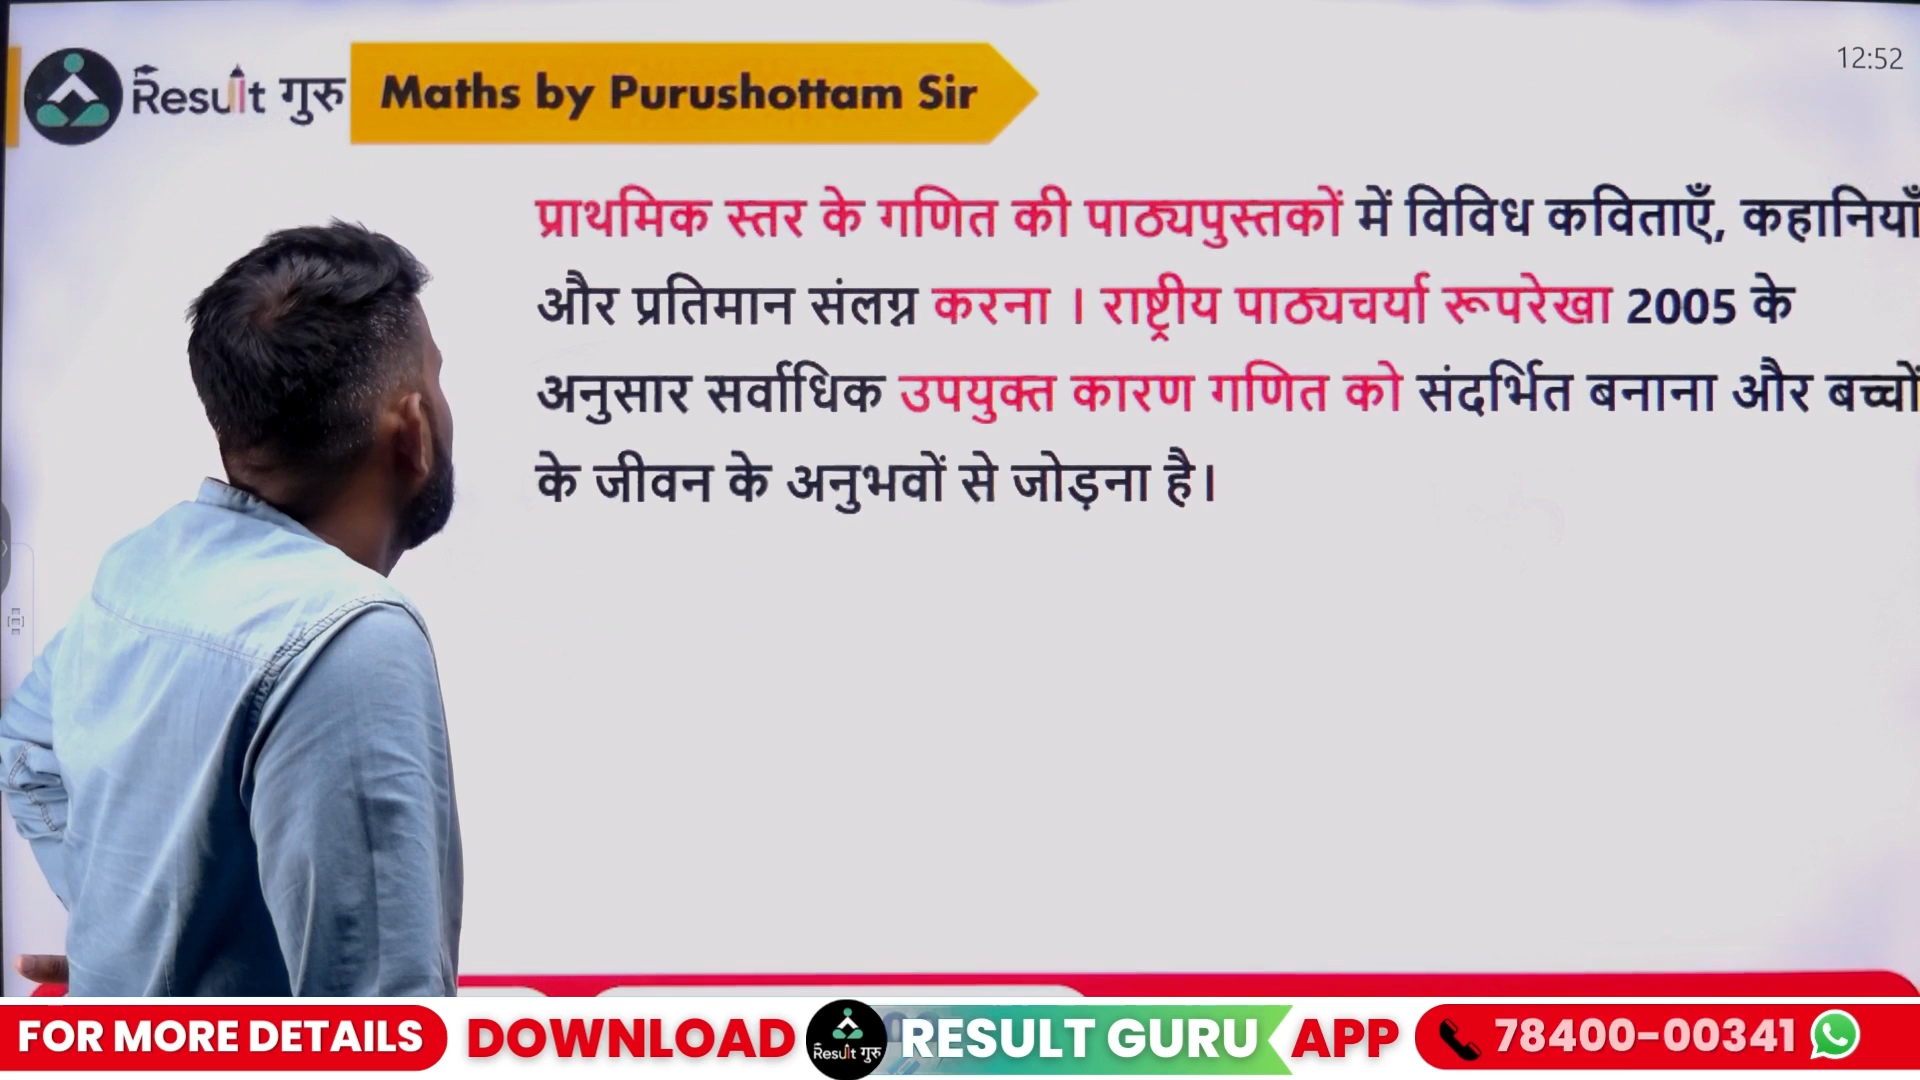 Result गुरु
Maths by Purushottam Sir
12:52
प्राथमिक स्तर के गणित की पाठ्यपुस्तकों में विविध कविताएँ, कहानियाँ
और प्रतिमान संलग्न करना । राष्ट्रीय पाठ्यचर्या रूपरेखा 2005 के
अनुसार सर्वाधिक उपयुक्त कारण गणित को संदर्भित बनाना और बच्चों
के जीवन के अनुभवों से जोड़ना है।
FOR MORE DETAILS DOWNLOAD Result गुरु RESULT GURU APP 78400-00341